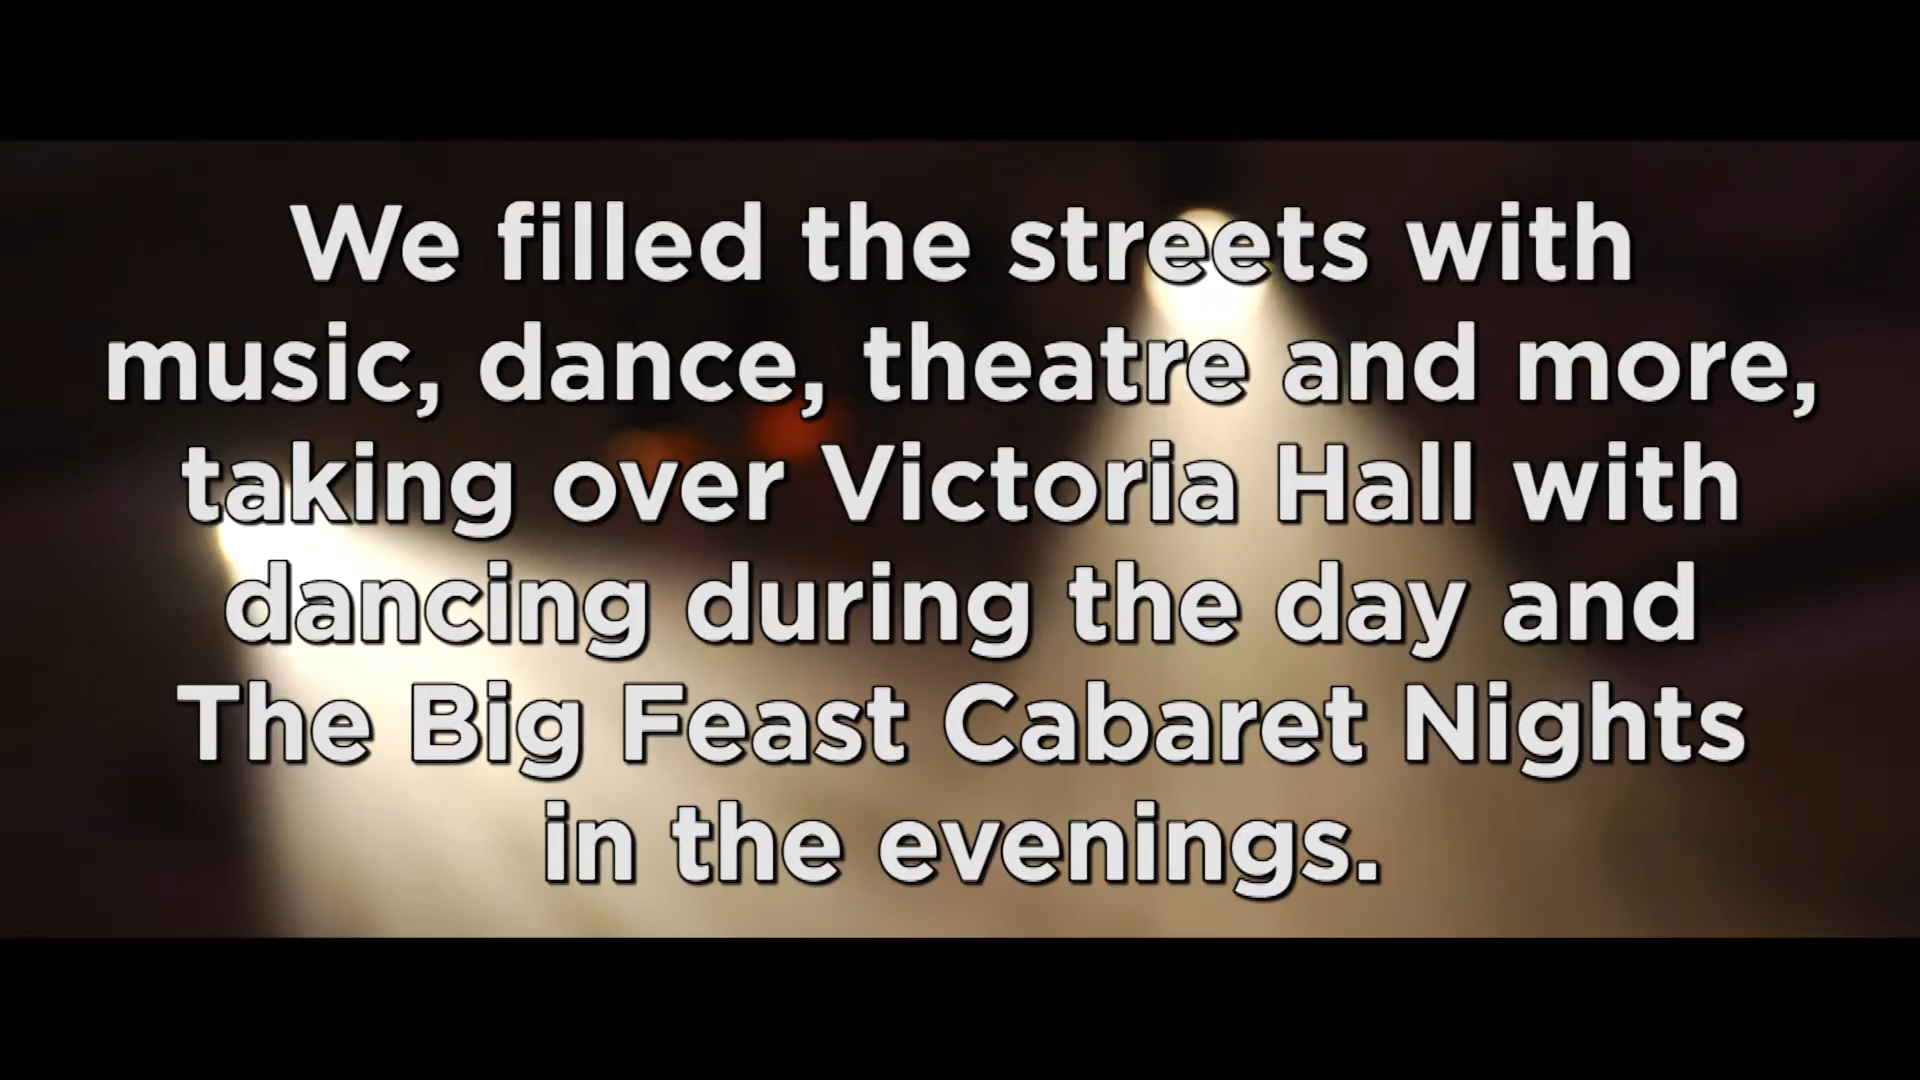 We filled the streets with
music, dance, theatre and more,
taking over Victoria Hall with
dancing during the day and
The Big Feast Cabaret Nights
in the evenings.